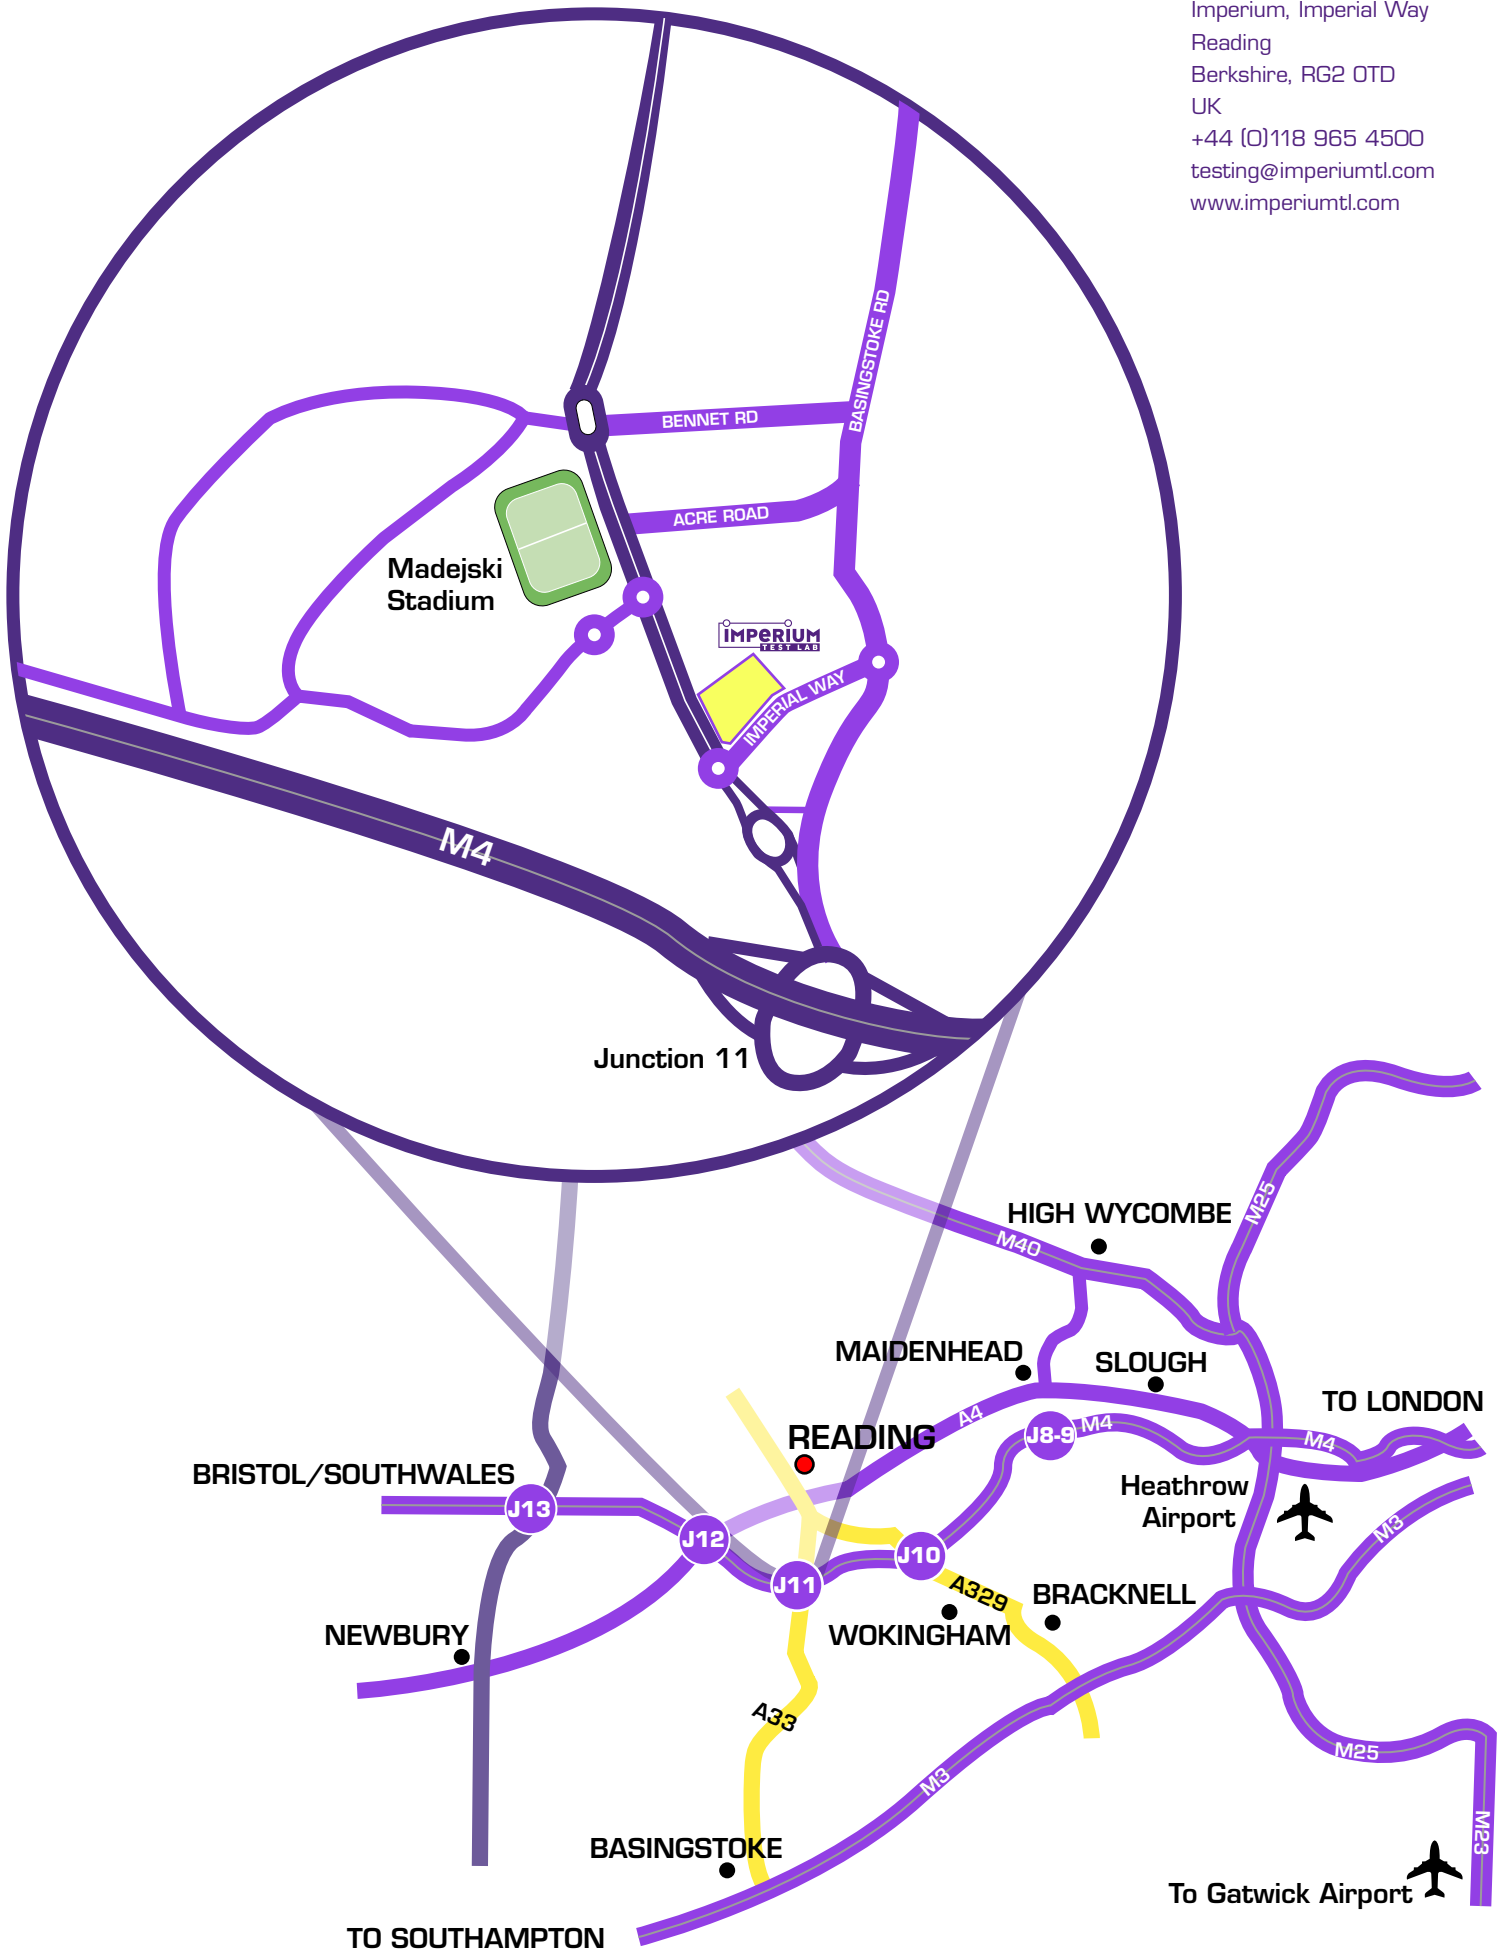 Imperium, Imperial Way
Reading
Berkshire, RG2 0TD
UK
+44 (0)118 965 4500
testing@imperiumtl.com
www.imperiumtl.com
BASINGSTOKE RD
BENNET RD
ACRE ROAD
Madejski
Stadium
IMPERIUM
TEST LAB
IMPERIAL WAY
M4
Junction 11
M25
HIGH WYCOMBE
M40
MAIDENHEAD
SLOUGH
TO LONDON
A4
M4
J8-9
READING
M4
BRISTOL/SOUTHWALES
Heathrow
Airport
J13
M3
J12
J10
J11
A329
BRACKNELL
NEWBURY
WOKINGHAM
A33
M25
M3
M23
BASINGSTOKE
To Gatwick Airport
TO SOUTHAMPTON